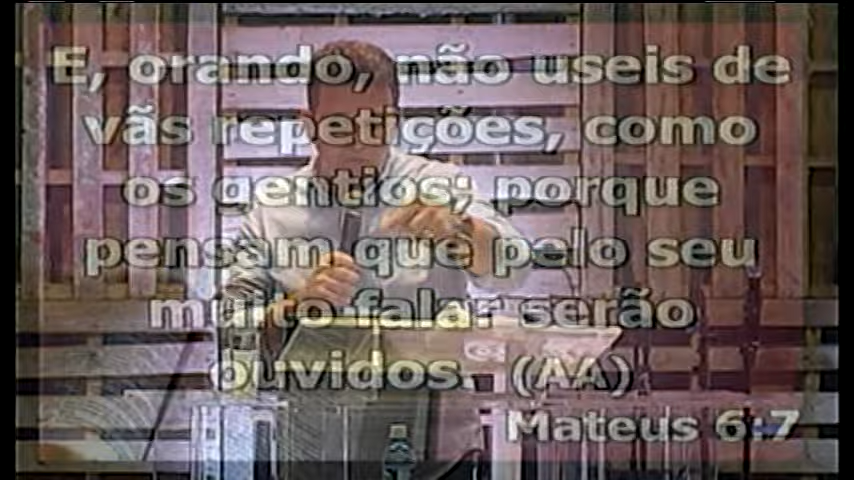 E, orando, não useis de
vãs repetições, como
os gentios; porque
pensam que pelo seu
muito falar serão
ouvidos. (AA)
Mateus 6:7